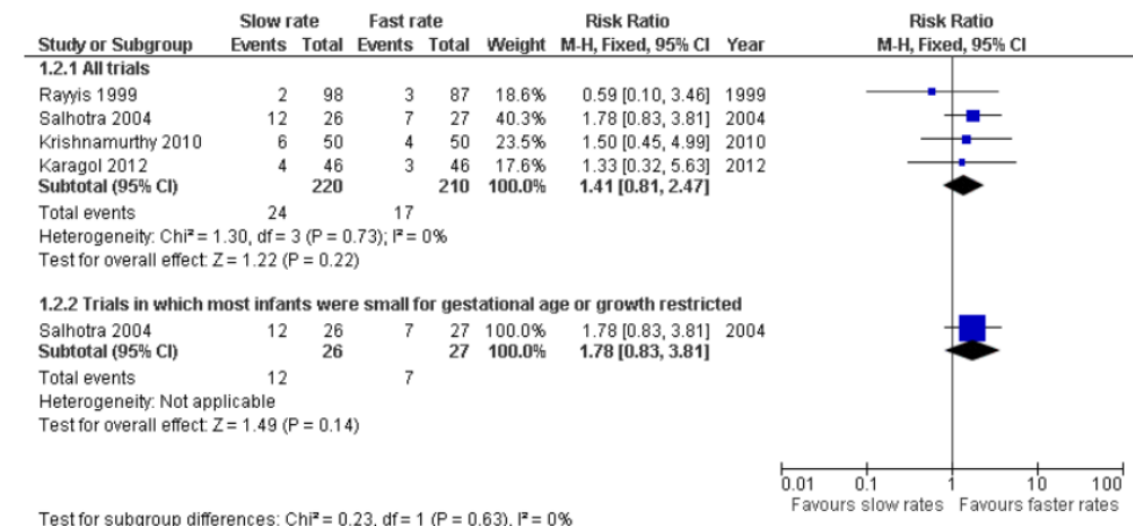 Slow rate Fast rate Risk Ratio Risk Ratio
Study or Subgroup Events Total Events Total Weight M-H, Fixed, 95% CI Year M-H, Fixed, 95% CI
1.2.1 All trials
Rayyis 1999 2 98 3 87 18.6% 0.59 [0.10, 3.46] 1999
Salhotra 2004 12 26 7 27 40.3% 1.78 [0.83, 3.81] 2004
Krishnamurthy 2010 6 50 4 50 23.5% 1.50 [0.45, 4.99] 2010
Karagol 2012 4 46 3 46 17.6% 1.33 [0.32, 5.63] 2012
Subtotal (95% CI) 220 210 100.0% 1.41 [0.81, 2.47]
Total events 24 17
Heterogeneity: Chi² = 1.30, df = 3 (P = 0.73); I² = 0%
Test for overall effect: Z = 1.22 (P = 0.22)
1.2.2 Trials in which most infants were small for gestational age or growth restricted
Salhotra 2004 12 26 7 27 100.0% 1.78 [0.83, 3.81] 2004
Subtotal (95% CI) 26 27 100.0% 1.78 [0.83, 3.81]
Total events 12 7
Heterogeneity: Not applicable
Test for overall effect: Z = 1.49 (P = 0.14)
0.01 0.1 1 10 100
Favours slow rates Favours faster rates
Test for subgroup differences: Chi² = 0.23, df = 1 (P = 0.63), I² = 0%